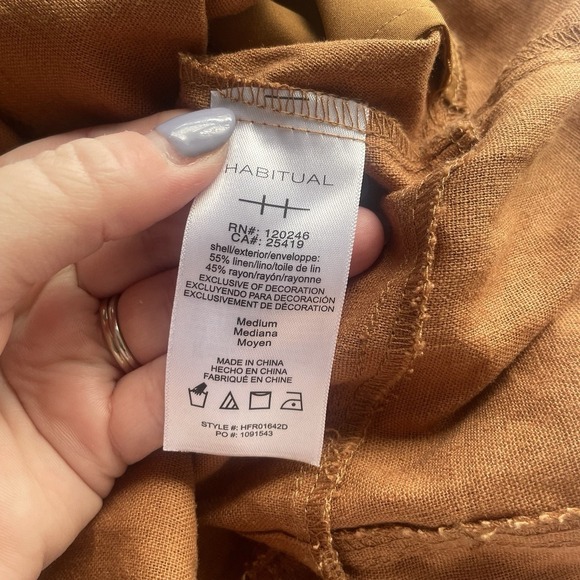 HABITUAL
RN#: 120246
CA#: 25419
shell/exterior/enveloppe:
55% linen/lino/toile de lin
45% rayon/rayón/rayonne
EXCLUSIVE OF DECORATION
EXCLUYENDO PARA DECORACIÓN
EXCLUSIVEMENT DE DÉCORATION
Medium
Mediana
Moyen
MADE IN CHINA
HECHO EN CHINA
FABRIQUÉ EN CHINE
STYLE #: HFR01642D
PO #: 1091543